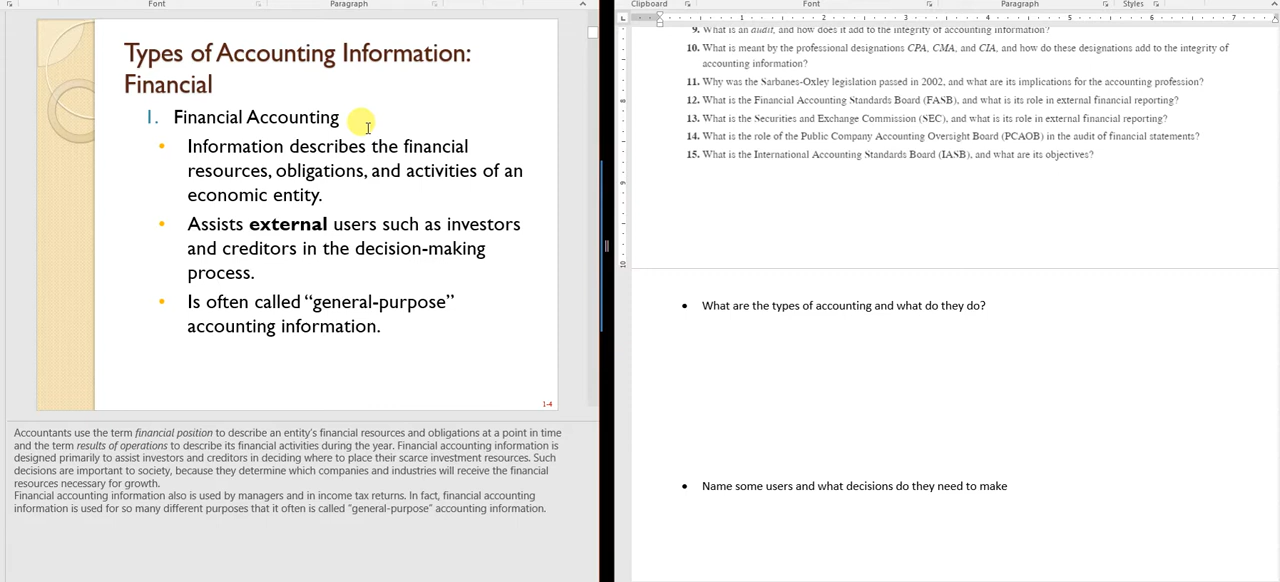 Font
Paragraph
Types of Accounting Information:
Financial
1. Financial Accounting
• Information describes the financial
resources, obligations, and activities of an
economic entity.
• Assists external users such as investors
and creditors in the decision-making
process.
• Is often called “general-purpose”
accounting information.
1-4
Accountants use the term financial position to describe an entity's financial resources and obligations at a point in time
and the term results of operations to describe its financial activities during the year. Financial accounting information is
designed primarily to assist investors and creditors in deciding where to place their scarce investment resources. Such
decisions are important to society, because they determine which companies and industries will receive the financial
resources necessary for growth.
Financial accounting information also is used by managers and in income tax returns. In fact, financial accounting
information is used for so many different purposes that it often is called “general-purpose” accounting information.
Clipboard
Font
Paragraph
Styles
1 2 3 4 5 6 7
8
9
10
9. What is an audit, and how does it add to the integrity of accounting information?
10. What is meant by the professional designations CPA, CMA, and CIA, and how do these designations add to the integrity of
accounting information?
11. Why was the Sarbanes-Oxley legislation passed in 2002, and what are its implications for the accounting profession?
12. What is the Financial Accounting Standards Board (FASB), and what is its role in external financial reporting?
13. What is the Securities and Exchange Commission (SEC), and what is its role in external financial reporting?
14. What is the role of the Public Company Accounting Oversight Board (PCAOB) in the audit of financial statements?
15. What is the International Accounting Standards Board (IASB), and what are its objectives?
• What are the types of accounting and what do they do?
• Name some users and what decisions do they need to make